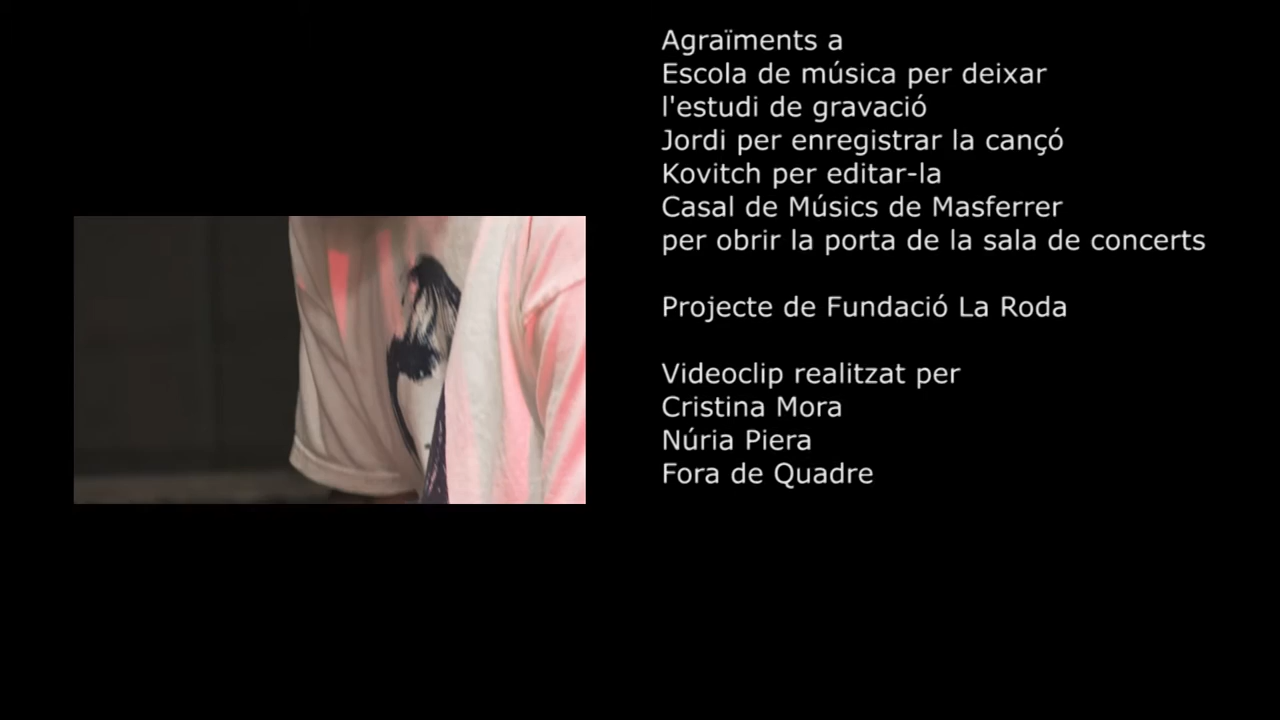 Agraïments a
Escola de música per deixar
l'estudi de gravació
Jordi per enregistrar la cançó
Kovitch per editar-la
Casal de Músics de Masferrer
per obrir la porta de la sala de concerts
Projecte de Fundació La Roda
Videoclip realitzat per
Cristina Mora
Núria Piera
Fora de Quadre